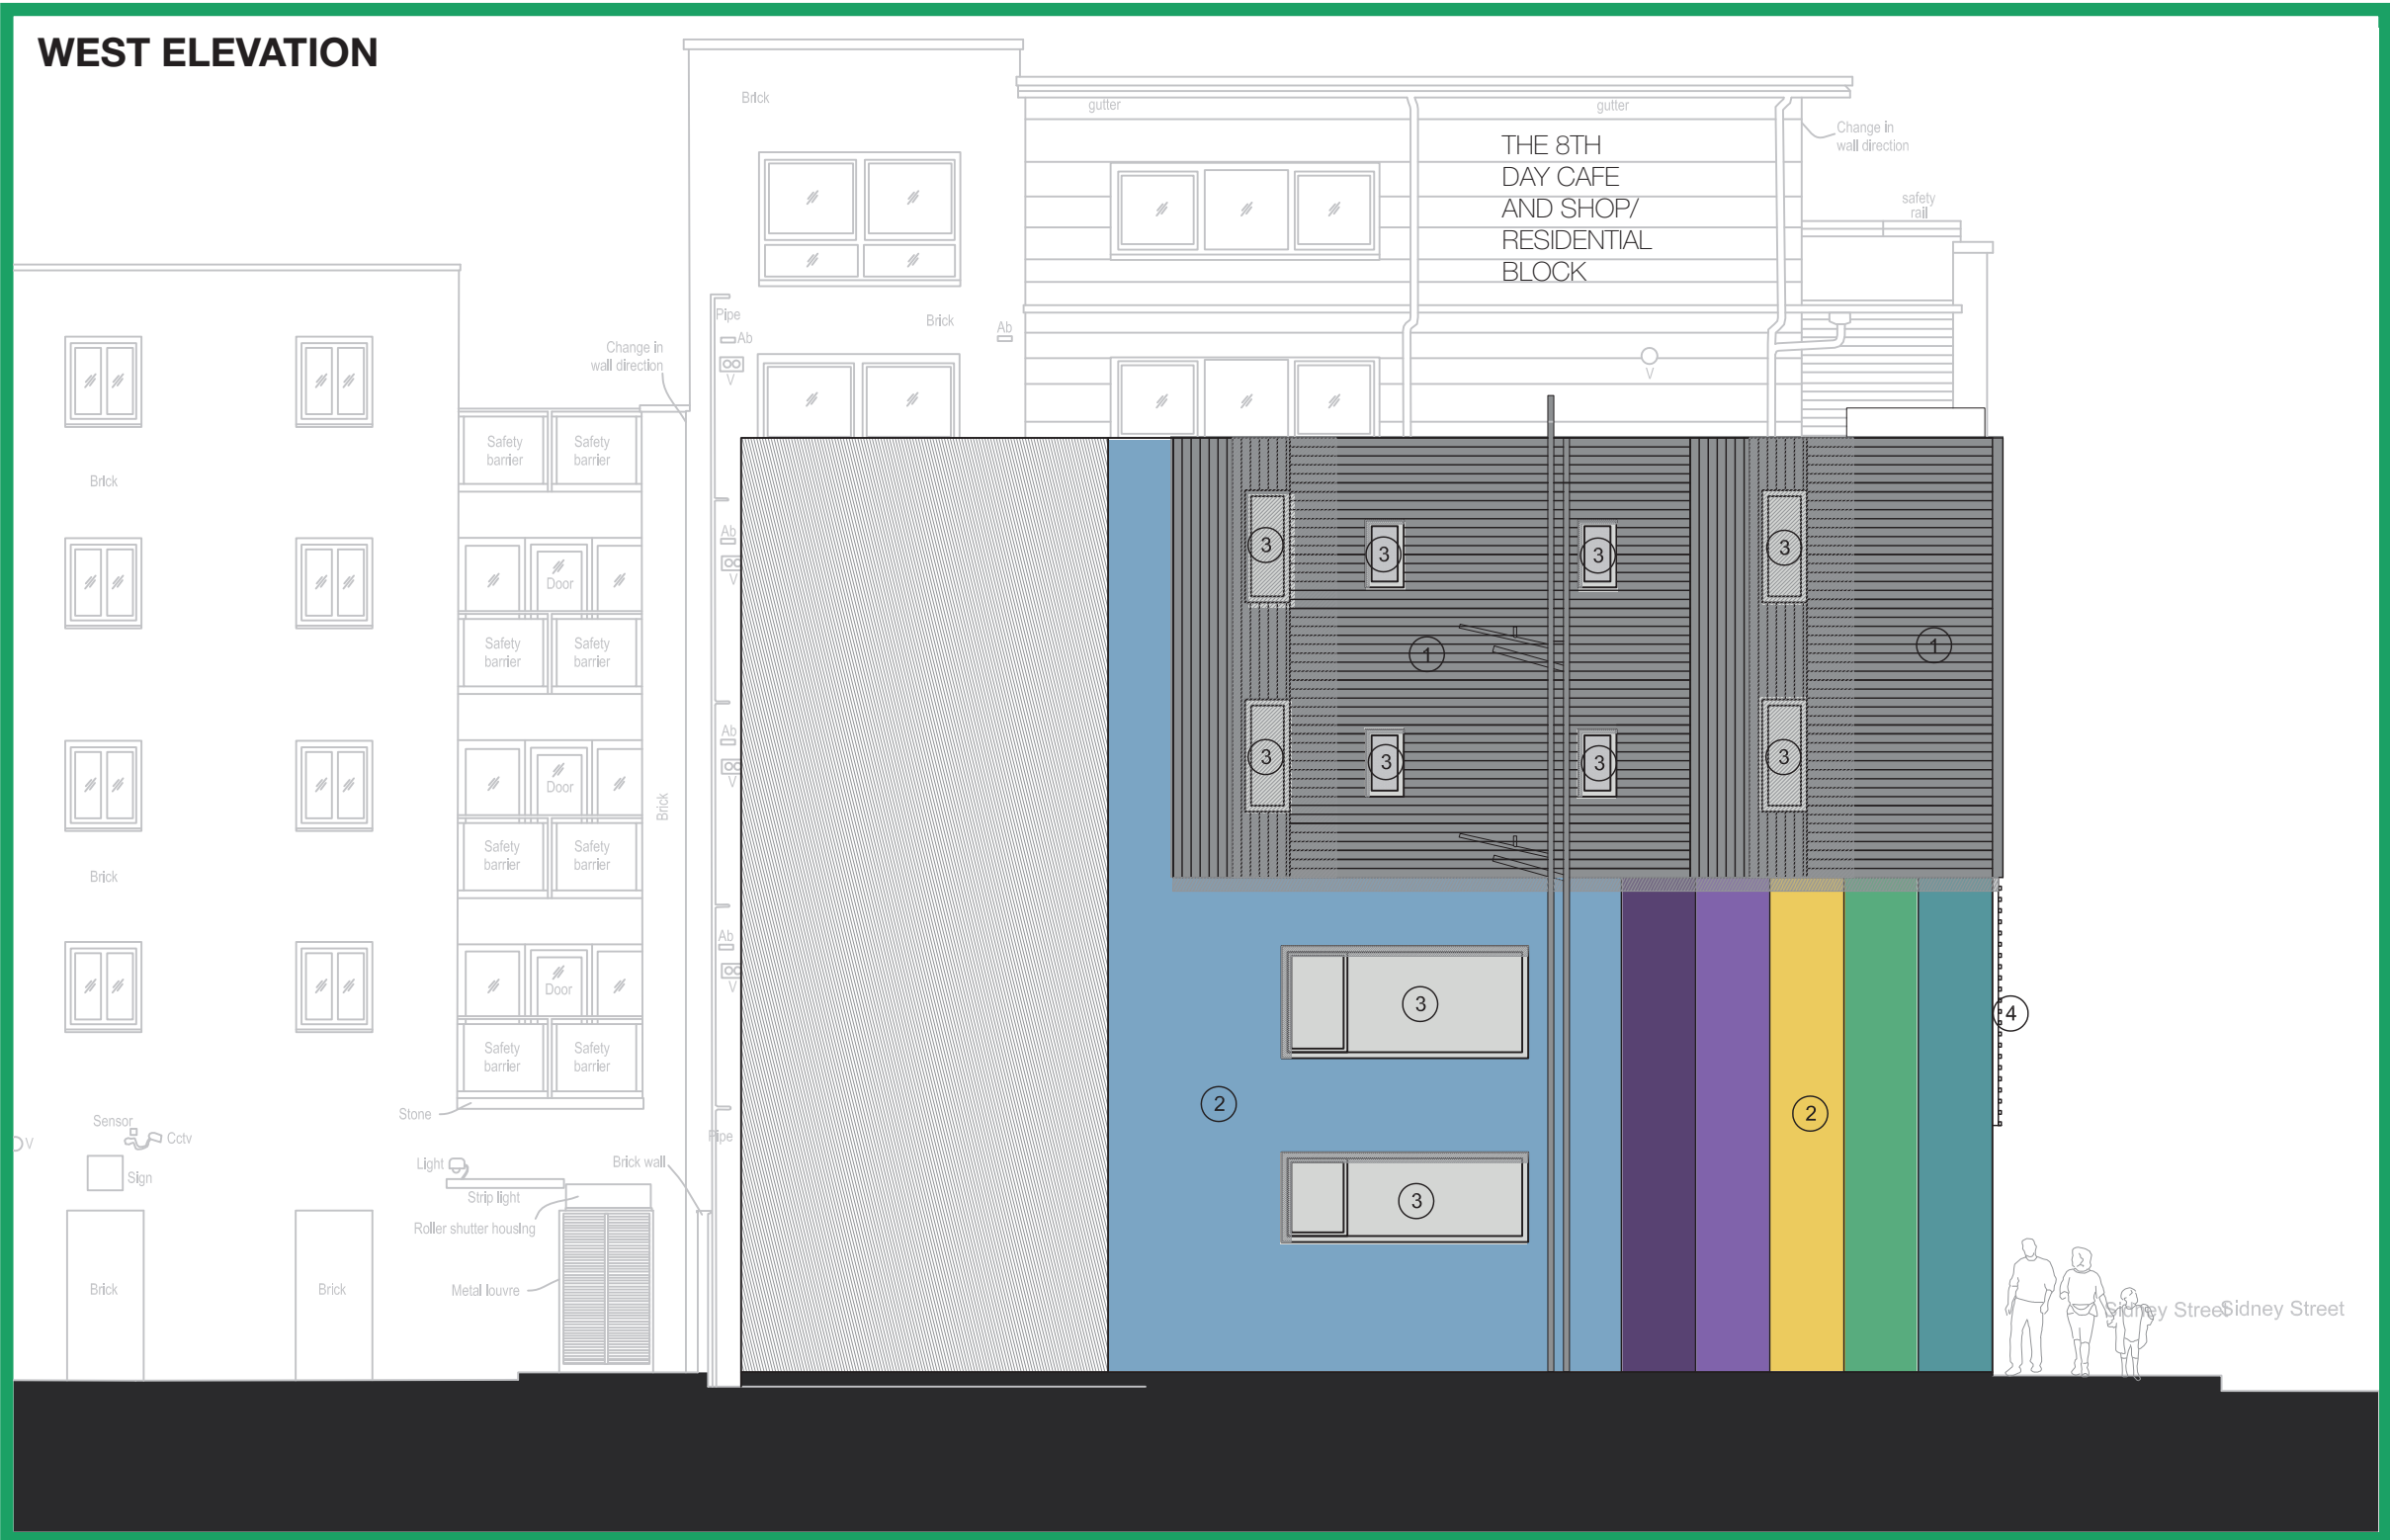 WEST ELEVATION
Brick
gutter
gutter
Change in
wall direction
THE 8TH
DAY CAFE
AND SHOP/
RESIDENTIAL
BLOCK
safety
rail
Pipe
Ab
V
Brick
Ab
Change in
wall direction
V
Safety
barrier
Safety
barrier
Brick
Ab
V
Door
3
3
3
3
Safety
barrier
Safety
barrier
1
1
Ab
V
Door
Brick
3
3
3
3
Safety
barrier
Safety
barrier
Brick
Ab
V
Door
3
4
Safety
barrier
Safety
barrier
Stone
2
2
Sensor
Cctv
V
Pipe
Sign
Light
Brick wall
Strip light
3
Roller shutter housing
Brick
Brick
Metal louvre
Sidney Street
Sidney Street